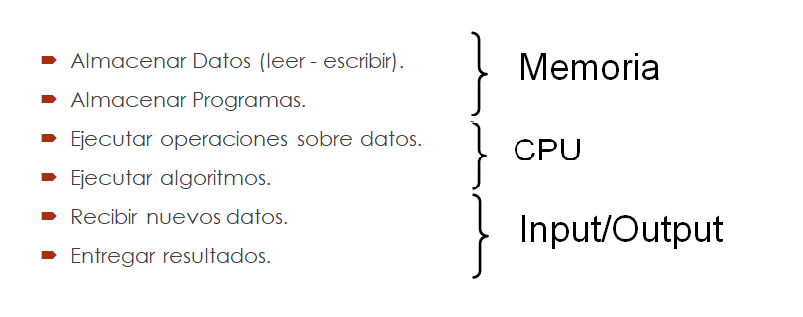 Almacenar Datos (leer - escribir).
Almacenar Programas.
Memoria
Ejecutar operaciones sobre datos.
Ejecutar algoritmos.
CPU
Recibir nuevos datos.
Entregar resultados.
Input/Output